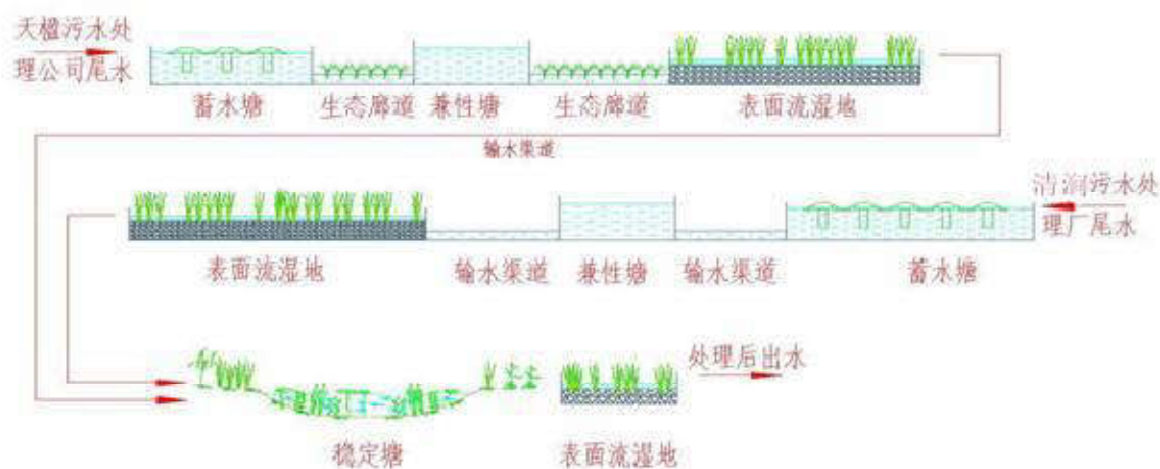 天楹污水处
理公司尾水
蓄水塘
生态廊道
兼性塘
生态廊道
表面流湿地
输水渠道
清涧污水处
理厂尾水
表面流湿地
输水渠道
兼性塘
输水渠道
蓄水塘
处理后出水
稳定塘
表面流湿地